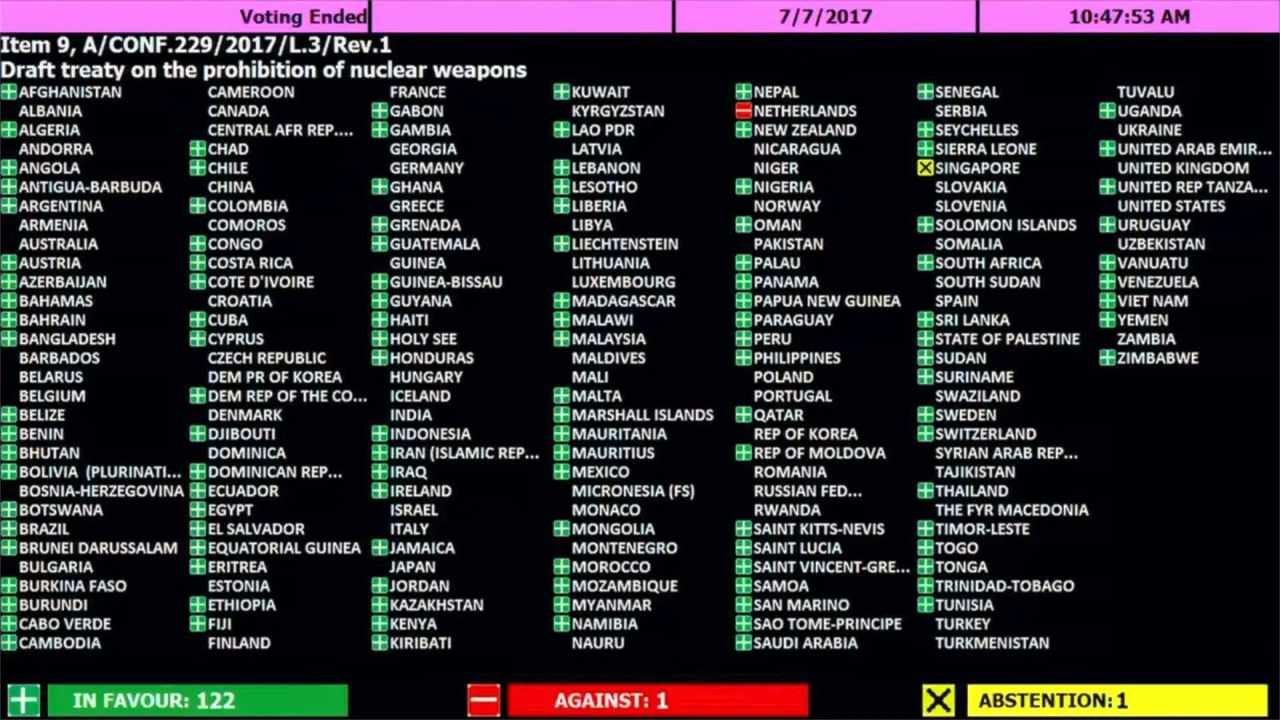 Voting Ended 7/7/2017 10:47:53 AM
Item 9, A/CONF.229/2017/L.3/Rev.1
Draft treaty on the prohibition of nuclear weapons
AFGHANISTAN
ALBANIA
ALGERIA
ANDORRA
ANGOLA
ANTIGUA-BARBUDA
ARGENTINA
ARMENIA
AUSTRALIA
AUSTRIA
AZERBAIJAN
BAHAMAS
BAHRAIN
BANGLADESH
BARBADOS
BELARUS
BELGIUM
BELIZE
BENIN
BHUTAN
BOLIVIA (PLURINATI...
BOSNIA-HERZEGOVINA
BOTSWANA
BRAZIL
BRUNEI DARUSSALAM
BULGARIA
BURKINA FASO
BURUNDI
CABO VERDE
CAMBODIA
CAMEROON
CANADA
CENTRAL AFR REP....
CHAD
CHILE
CHINA
COLOMBIA
COMOROS
CONGO
COSTA RICA
COTE D'IVOIRE
CROATIA
CUBA
CYPRUS
CZECH REPUBLIC
DEM PR OF KOREA
DEM REP OF THE CO...
DENMARK
DJIBOUTI
DOMINICA
DOMINICAN REP...
ECUADOR
EGYPT
EL SALVADOR
EQUATORIAL GUINEA
ERITREA
ESTONIA
ETHIOPIA
FIJI
FINLAND
FRANCE
GABON
GAMBIA
GEORGIA
GERMANY
GHANA
GREECE
GRENADA
GUATEMALA
GUINEA
GUINEA-BISSAU
GUYANA
HAITI
HOLY SEE
HONDURAS
HUNGARY
ICELAND
INDIA
INDONESIA
IRAN (ISLAMIC REP...
IRAQ
IRELAND
ISRAEL
ITALY
JAMAICA
JAPAN
JORDAN
KAZAKHSTAN
KENYA
KIRIBATI
KUWAIT
KYRGYZSTAN
LAO PDR
LATVIA
LEBANON
LESOTHO
LIBERIA
LIBYA
LIECHTENSTEIN
LITHUANIA
LUXEMBOURG
MADAGASCAR
MALAWI
MALAYSIA
MALDIVES
MALI
MALTA
MARSHALL ISLANDS
MAURITANIA
MAURITIUS
MEXICO
MICRONESIA (FS)
MONACO
MONGOLIA
MONTENEGRO
MOROCCO
MOZAMBIQUE
MYANMAR
NAMIBIA
NAURU
NEPAL
NETHERLANDS
NEW ZEALAND
NICARAGUA
NIGER
NIGERIA
NORWAY
OMAN
PAKISTAN
PALAU
PANAMA
PAPUA NEW GUINEA
PARAGUAY
PERU
PHILIPPINES
POLAND
PORTUGAL
QATAR
REP OF KOREA
REP OF MOLDOVA
ROMANIA
RUSSIAN FED...
RWANDA
SAINT KITTS-NEVIS
SAINT LUCIA
SAINT VINCENT-GRE...
SAMOA
SAN MARINO
SAO TOME-PRINCIPE
SAUDI ARABIA
SENEGAL
SERBIA
SEYCHELLES
SIERRA LEONE
SINGAPORE
SLOVAKIA
SLOVENIA
SOLOMON ISLANDS
SOMALIA
SOUTH AFRICA
SOUTH SUDAN
SPAIN
SRI LANKA
STATE OF PALESTINE
SUDAN
SURINAME
SWAZILAND
SWEDEN
SWITZERLAND
SYRIAN ARAB REP...
TAJIKISTAN
THAILAND
THE FYR MACEDONIA
TIMOR-LESTE
TOGO
TONGA
TRINIDAD-TOBAGO
TUNISIA
TURKEY
TURKMENISTAN
TUVALU
UGANDA
UKRAINE
UNITED ARAB EMIR...
UNITED KINGDOM
UNITED REP TANZA...
UNITED STATES
URUGUAY
UZBEKISTAN
VANUATU
VENEZUELA
VIET NAM
YEMEN
ZAMBIA
ZIMBABWE
IN FAVOUR: 122 AGAINST: 1 ABSTENTION: 1